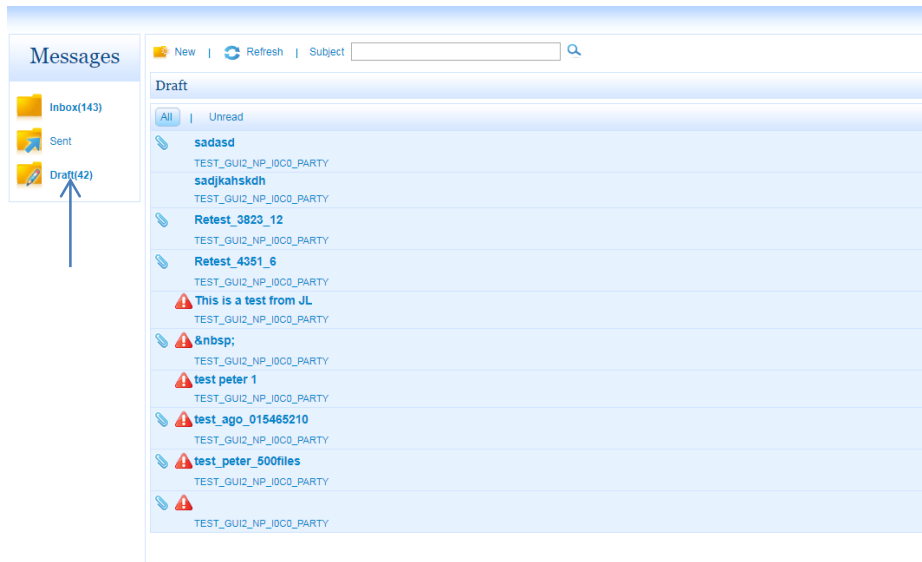 Messages
Inbox(143)
Sent
Draft(42)
New | Refresh | Subject
Draft
All | Unread
sadasd
TEST_GUI2_NP_I0C0_PARTY
sadjkahskdh
TEST_GUI2_NP_I0C0_PARTY
Retest_3823_12
TEST_GUI2_NP_I0C0_PARTY
Retest_4351_6
TEST_GUI2_NP_I0C0_PARTY
This is a test from JL
TEST_GUI2_NP_I0C0_PARTY
&nbsp;
TEST_GUI2_NP_I0C0_PARTY
test peter 1
TEST_GUI2_NP_I0C0_PARTY
test_ago_015465210
TEST_GUI2_NP_I0C0_PARTY
test_peter_500files
TEST_GUI2_NP_I0C0_PARTY
TEST_GUI2_NP_I0C0_PARTY